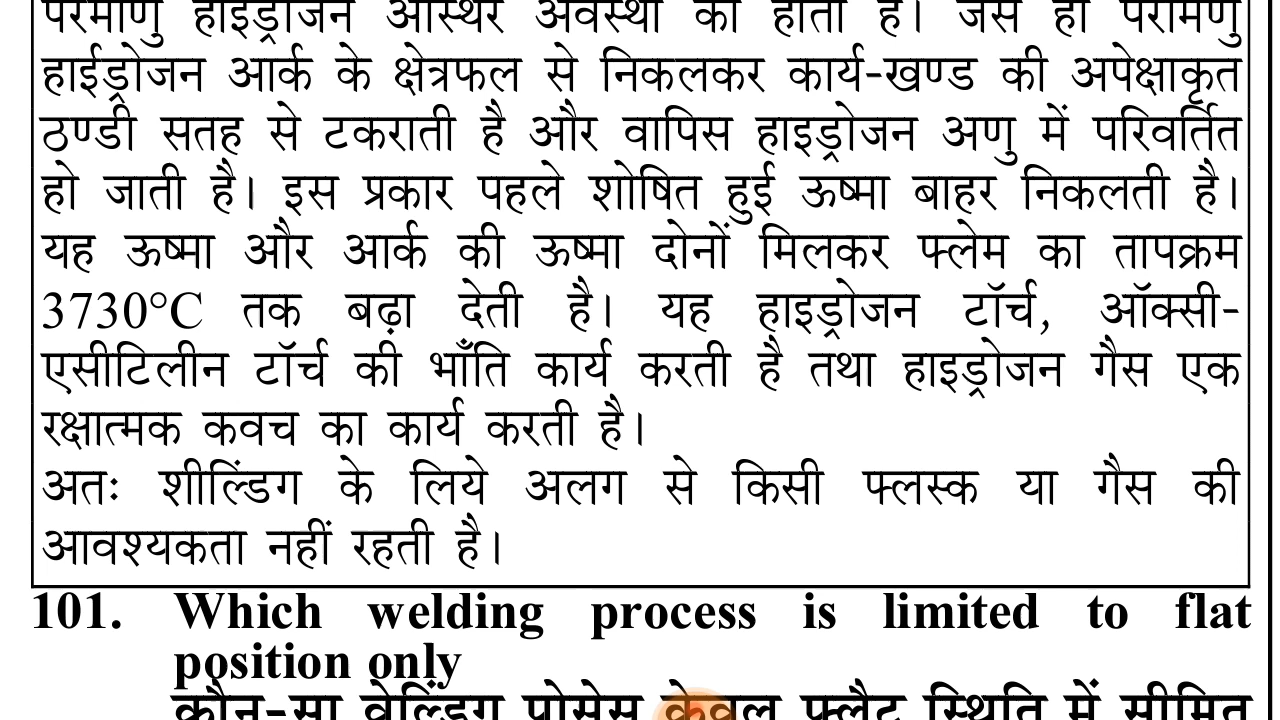 परमाणु हाइड्रोजन अस्थिर अवस्था की होती है। जैसे ही परामणु
हाईड्रोजन आर्क के क्षेत्रफल से निकलकर कार्य-खण्ड की अपेक्षाकृत
ठण्डी सतह से टकराती है और वापिस हाइड्रोजन अणु में परिवर्तित
हो जाती है। इस प्रकार पहले शोषित हुई ऊष्मा बाहर निकलती है।
यह ऊष्मा और आर्क की ऊष्मा दोनों मिलकर फ्लेम का तापक्रम
3730°C तक बढ़ा देती है। यह हाइड्रोजन टॉर्च, ऑक्सी-
एसीटिलीन टॉर्च की भाँति कार्य करती है तथा हाइड्रोजन गैस एक
रक्षात्मक कवच का कार्य करती है।
अतः शील्डिंग के लिये अलग से किसी फ्लस्क या गैस की
आवश्यकता नहीं रहती है।
101. Which welding process is limited to flat
position only
कौन-सा वेल्डिंग प्रोसेस केवल फ्लैट स्थिति में सीमित